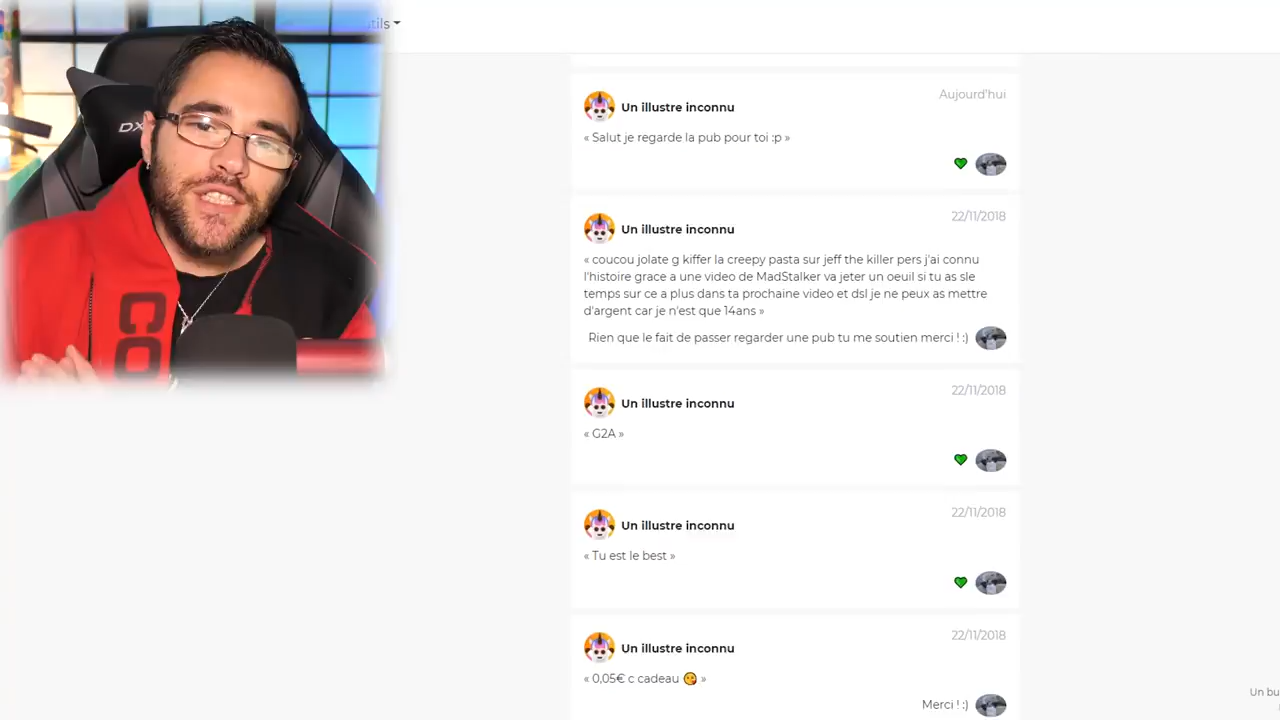 utils
DX
CO
Aujourd'hui
Un illustre inconnu
« Salut je regarde la pub pour toi :p »
22/11/2018
Un illustre inconnu
« coucou jolate g kiffer la creepy pasta sur jeff the killer pers j'ai connu
l'histoire grace a une video de MadStalker va jeter un oeuil si tu as sle
temps sur ce a plus dans ta prochaine video et dsl je ne peux as mettre
d'argent car je n'est que 14ans »
Rien que le fait de passer regarder une pub tu me soutien merci ! :)
22/11/2018
Un illustre inconnu
« G2A »
22/11/2018
Un illustre inconnu
« Tu est le best »
22/11/2018
Un illustre inconnu
« 0,05€ c cadeau 😋 »
Merci ! :)
Un bu